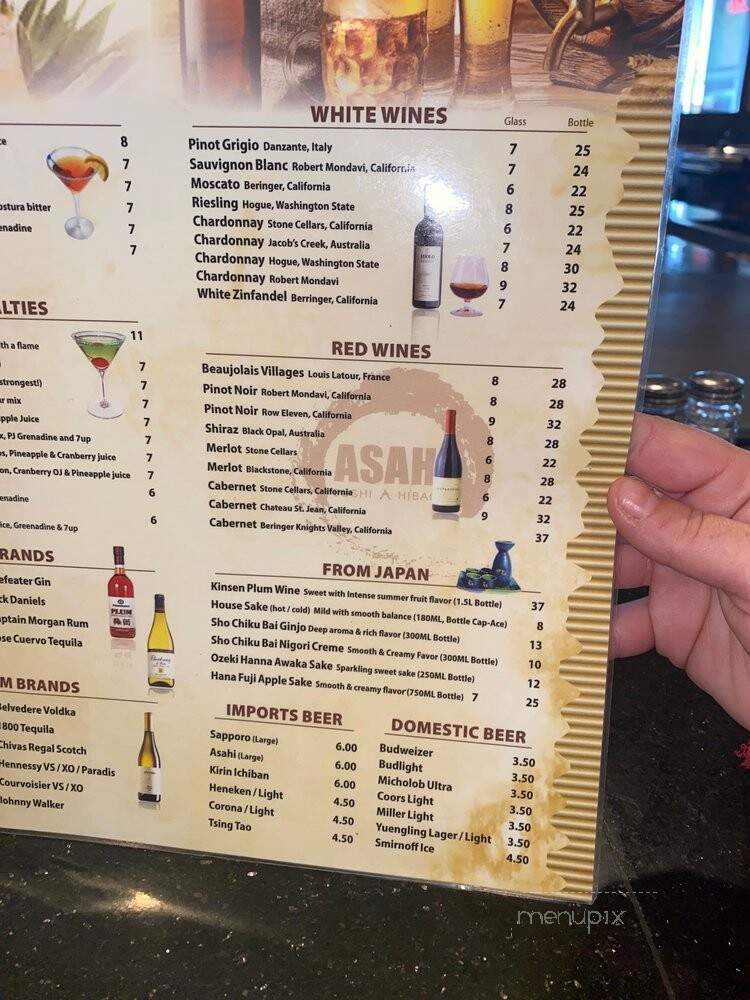 ce 8
7
7
ostura bitter 7
enadine 7
7
ALTIES
th a flame 11
7
strongest!) 7
r mix 7
pple Juice 7
x, PJ Grenadine and 7up 7
os, Pineapple & Cranberry juice 7
on, Cranberry OJ & Pineapple juice 7
enadine 6
ice, Greenadine & 7up 6
RANDS
efeater Gin
ck Daniels
aptain Morgan Rum
ose Cuervo Tequila
M BRANDS
Belvedere Voldka
1800 Tequila
Chivas Regal Scotch
Hennessy VS / XO / Paradis
Courvoisier VS / XO
Johnny Walker
WHITE WINES Glass Bottle
Pinot Grigio Danzante, Italy 7 25
Sauvignon Blanc Robert Mondavi, California 7 24
Moscato Beringer, California 6 22
Riesling Hogue, Washington State 8 25
Chardonnay Stone Cellars, California 6 22
Chardonnay Jacob's Creek, Australia 7 24
Chardonnay Hogue, Washington State 8 30
Chardonnay Robert Mondavi 9 32
White Zinfandel Berringer, California 7 24
RED WINES
Beaujolais Villages Louis Latour, France 8 28
Pinot Noir Robert Mondavi, California 8 28
Pinot Noir Row Eleven, California 9 32
Shiraz Black Opal, Australia 8 28
Merlot Stone Cellars 6 22
Merlot Blackstone, California 8 28
Cabernet Stone Cellars, California 6 22
Cabernet Chateau St. Jean, California 9 32
Cabernet Beringer Knights Valley, California 37
ASAH
SHI HIBAC
FROM JAPAN
Kinsen Plum Wine Sweet with Intense summer fruit flavor (1.5L Bottle) 37
House Sake (hot / cold) Mild with smooth balance (180ML, Bottle Cap-Ace) 8
Sho Chiku Bai Ginjo Deep aroma & rich flavor (300ML Bottle) 13
Sho Chiku Bai Nigori Creme Smooth & Creamy Favor (300ML Bottle) 10
Ozeki Hanna Awaka Sake Sparkling sweet sake (250ML Bottle) 12
Hana Fuji Apple Sake Smooth & creamy flavor (750ML Bottle) 7 25
IMPORTS BEER
Sapporo (Large) 6.00
Asahi (Large) 6.00
Kirin Ichiban 6.00
Heneken / Light 4.50
Corona / Light 4.50
Tsing Tao 4.50
DOMESTIC BEER
Budweizer 3.50
Budlight 3.50
Micholob Ultra 3.50
Coors Light 3.50
Miller Light 3.50
Yuengling Lager / Light 3.50
Smirnoff Ice 4.50
PLUM
menupix